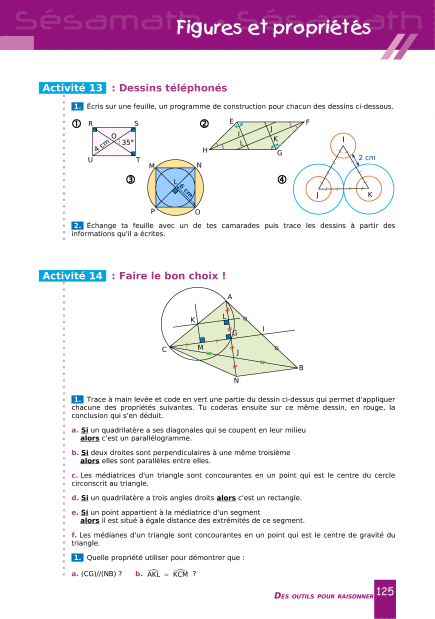 Sésamath Sésamath
Figures et propriétés
Activité 13 : Dessins téléphonés
1. Écris sur une feuille, un programme de construction pour chacun des dessins ci-dessous.
① R S O 4 cm 35° U T
② E F J L K L H G
③ M N L 6 cm P O
④ I 2 cm J K
2. Échange ta feuille avec un de tes camarades puis trace les dessins à partir des
informations qu'il a écrites.
Activité 14 : Faire le bon choix !
A
K L I
G
C M J
B
N
1. Trace à main levée et code en vert une partie du dessin ci-dessus qui permet d'appliquer
chacune des propriétés suivantes. Tu coderas ensuite sur ce même dessin, en rouge, la
conclusion qui s'en déduit.
a. Si un quadrilatère a ses diagonales qui se coupent en leur milieu
alors c'est un parallélogramme.
b. Si deux droites sont perpendiculaires à une même troisième
alors elles sont parallèles entre elles.
c. Les médiatrices d'un triangle sont concourantes en un point qui est le centre du cercle
circonscrit au triangle.
d. Si un quadrilatère a trois angles droits alors c'est un rectangle.
e. Si un point appartient à la médiatrice d'un segment
alors il est situé à égale distance des extrémités de ce segment.
f. Les médianes d'un triangle sont concourantes en un point qui est le centre de gravité du
triangle.
1. Quelle propriété utiliser pour démontrer que :
a. (CG)//(NB) ? b. AKL = KCM ?
DES OUTILS POUR RAISONNER 125